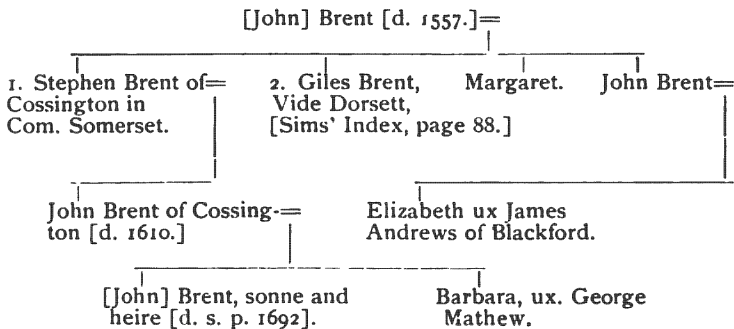 [John] Brent [d. 1557.]=
1. Stephen Brent of=
Cossington in
Com. Somerset.
2. Giles Brent,
Vide Dorsett,
[Sims' Index, page 88.]
Margaret.
John Brent=
John Brent of Cossing-=
ton [d. 1610.]
Elizabeth ux James
Andrews of Blackford.
[John] Brent, sonne and
heire [d. s. p. 1692].
Barbara, ux. George
Mathew.